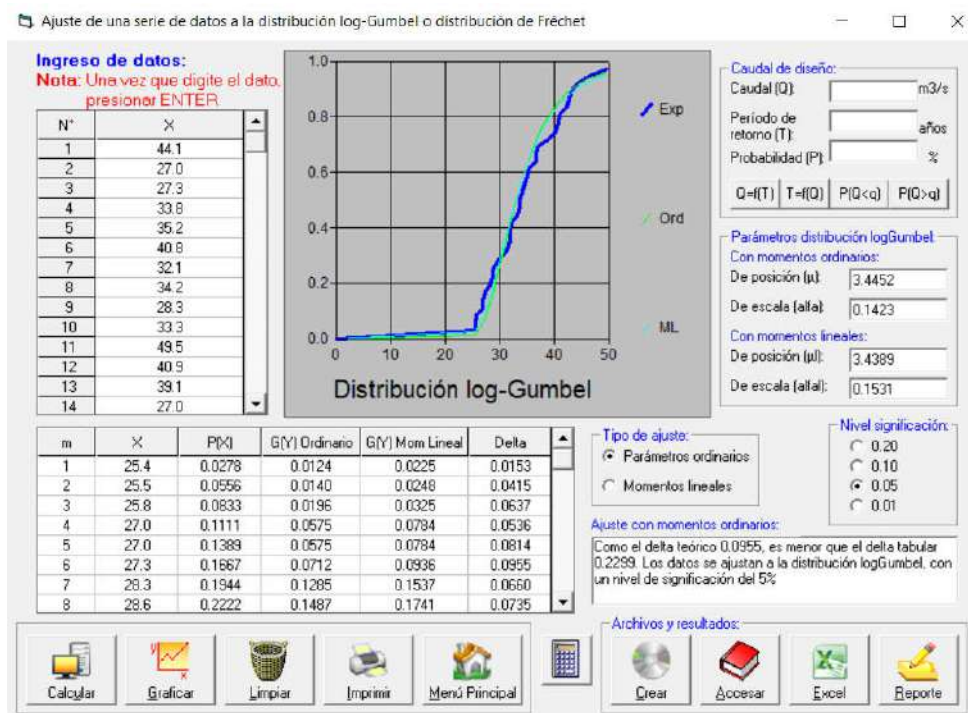 Ajuste de una serie de datos a la distribución log-Gumbel o distribución de Fréchet
Ingreso de datos:
Nota: Una vez que digite el dato,
presionar ENTER
N° X
1 44.1
2 27.0
3 27.3
4 33.8
5 35.2
6 40.8
7 32.1
8 34.2
9 28.3
10 33.3
11 49.5
12 40.9
13 39.1
14 27.0
1.0
0.8
0.6
0.4
0.2
0.0
0 10 20 30 40 50
Exp
Ord
ML
Distribución log-Gumbel
Caudal de diseño:
Caudal (Q): m3/s
Período de
retorno (T): años
Probabilidad (P): %
Q=f(T) T=f(Q) P(Q<q) P(Q>q)
Parámetros distribución logGumbel:
Con momentos ordinarios:
De posición (µ): 3.4452
De escala (alfa): 0.1423
Con momentos lineales:
De posición (µl): 3.4389
De escala (alfal): 0.1531
m X P(X) G(Y) Ordinario G(Y) Mom Lineal Delta
1 25.4 0.0278 0.0124 0.0225 0.0153
2 25.5 0.0556 0.0140 0.0248 0.0415
3 25.8 0.0833 0.0196 0.0325 0.0637
4 27.0 0.1111 0.0575 0.0784 0.0536
5 27.0 0.1389 0.0575 0.0784 0.0814
6 27.3 0.1667 0.0712 0.0936 0.0955
7 28.3 0.1944 0.1285 0.1537 0.0660
8 28.6 0.2222 0.1487 0.1741 0.0735
Tipo de ajuste:
Parámetros ordinarios
Momentos lineales
Nivel significación:
0.20
0.10
0.05
0.01
Ajuste con momentos ordinarios:
Como el delta teórico 0.0955, es menor que el delta tabular
0.2299. Los datos se ajustan a la distribución logGumbel, con
un nivel de significación del 5%
Calcular Graficar Limpiar Imprimir Menú Principal
Archivos y resultados:
Crear Accesar Excel Reporte